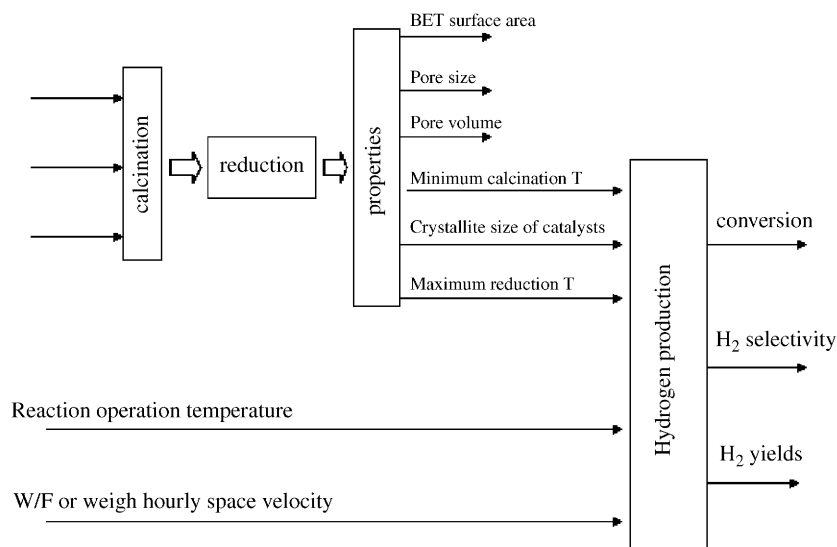 BET surface area
Pore size
Pore volume
calcination
reduction
properties
Minimum calcination T
Crystallite size of catalysts
Maximum reduction T
Hydrogen production
conversion
H₂ selectivity
H₂ yields
Reaction operation temperature
W/F or weigh hourly space velocity